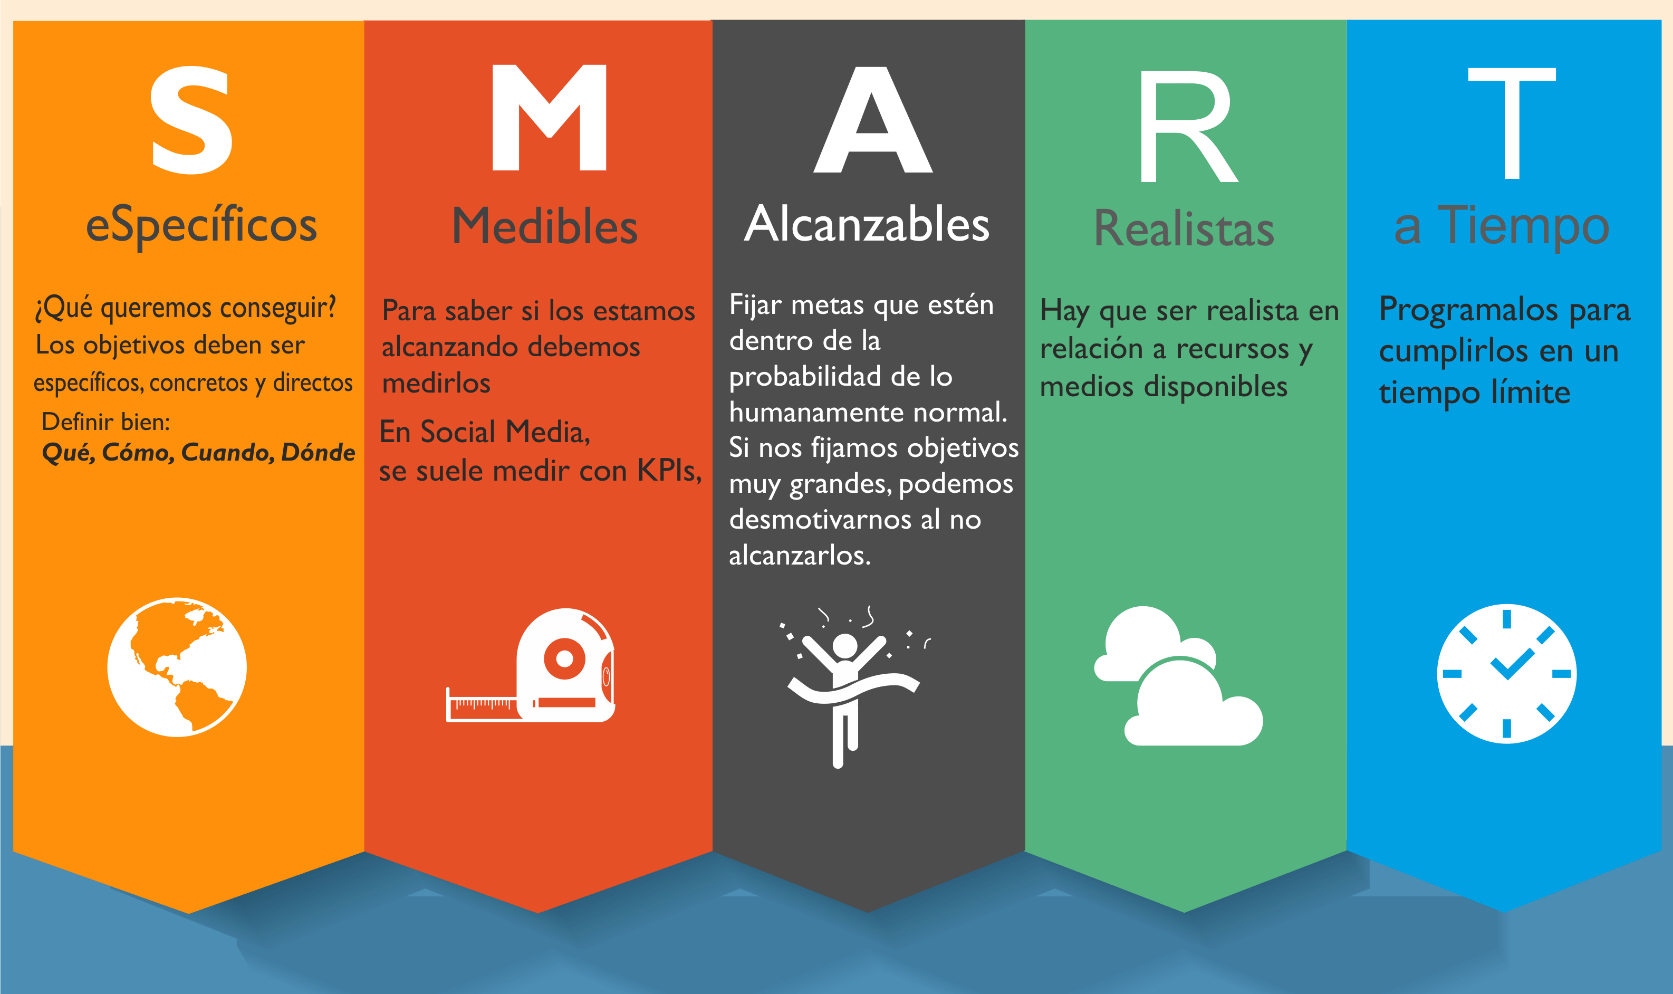 S
eSpecíficos
¿Qué queremos conseguir?
Los objetivos deben ser
específicos, concretos y directos
Definir bien:
Qué, Cómo, Cuando, Dónde
M
Medibles
Para saber si los estamos
alcanzando debemos
medirlos
En Social Media,
se suele medir con KPIs,
A
Alcanzables
Fijar metas que estén
dentro de la
probabilidad de lo
humanamente normal.
Si nos fijamos objetivos
muy grandes, podemos
desmotivarnos al no
alcanzarlos.
R
Realistas
Hay que ser realista en
relación a recursos y
medios disponibles
T
a Tiempo
Programalos para
cumplirlos en un
tiempo límite